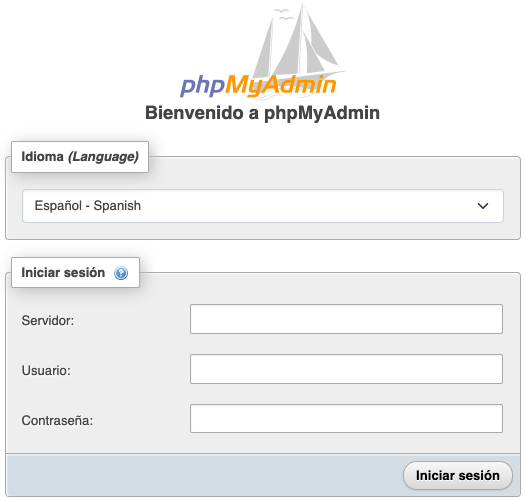 phpMyAdmin
Bienvenido a phpMyAdmin
Idioma (Language)
Español - Spanish
Iniciar sesión
Servidor:
Usuario:
Contraseña:
Iniciar sesión